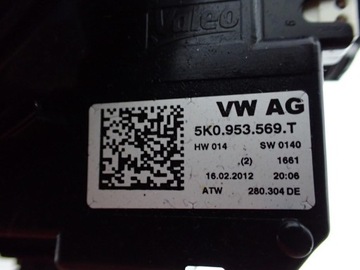 Valeo
VW AG
5K0.953.569.T
HW 014 SW 0140
(2) 1661
16.02.2012 20:06
ATW 280.304 DE